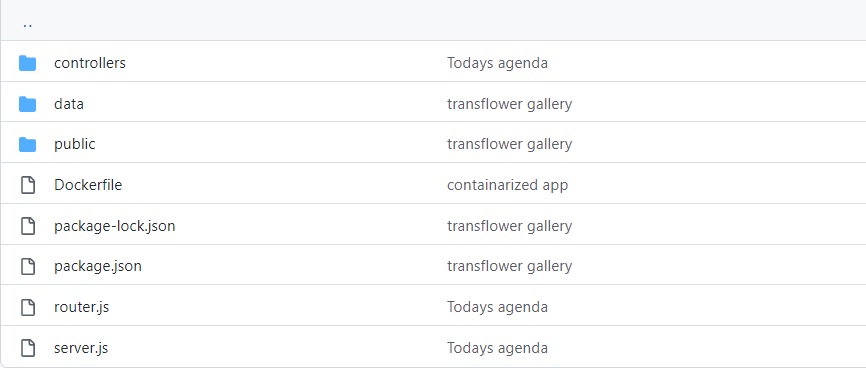 ..
controllers Todays agenda
data transflower gallery
public transflower gallery
Dockerfile containarized app
package-lock.json transflower gallery
package.json transflower gallery
router.js Todays agenda
server.js Todays agenda